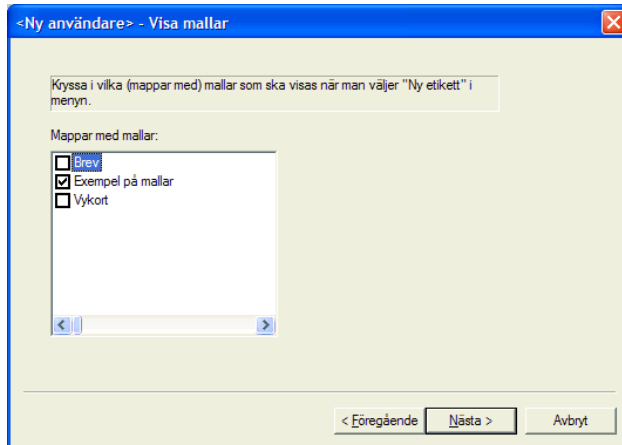 <Ny användare> - Visa mallar
Kryssa i vilka (mappar med) mallar som ska visas när man väljer "Ny etikett" i
menyn.
Mappar med mallar:
Brev
Exempel på mallar
Vykort
< Föregående
Nästa >
Avbryt